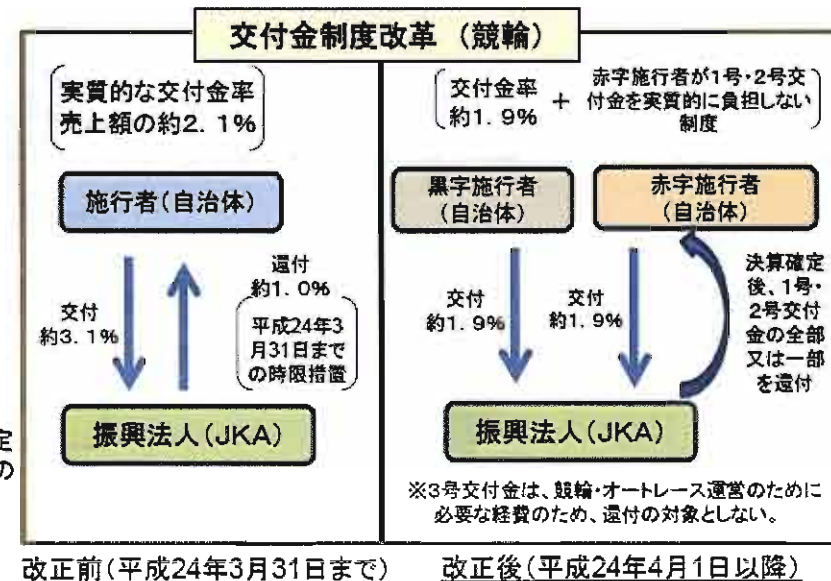 交付金制度改革（競輪）
実質的な交付金率
売上額の約2．1％
施行者(自治体)
交付
約3．1％
還付
約1．0％
平成24年3
月31日まで
の時限措置
振興法人(JKA)
定
の
改正前(平成24年3月31日まで)
交付金率
約1．9％
+
赤字施行者が1号・2号交
付金を実質的に負担しない
制度
黒字施行者
(自治体)
赤字施行者
(自治体)
交付
約1．9％
交付
約1．9％
決算確定
後、1号・
2号交付
金の全部
又は一部
を還付
振興法人(JKA)
※3号交付金は、競輪・オートレース運営のために
必要な経費のため、還付の対象としない。
改正後(平成24年4月1日以降)